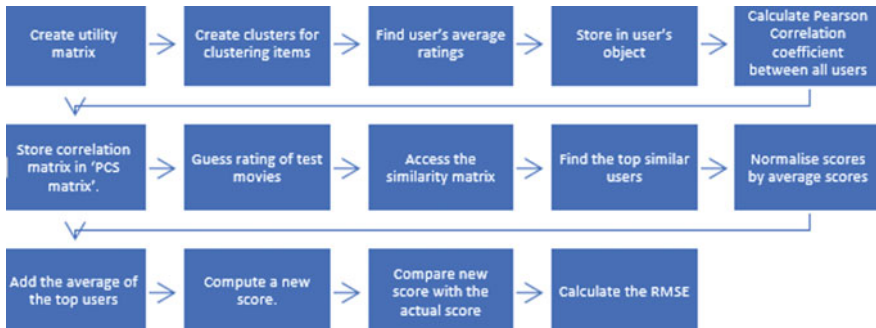 Create utility
matrix
Create clusters for
clustering items
Find user's average
ratings
Store in user's
object
Calculate Pearson
Correlation
coefficient
between all users
Store correlation
matrix in 'PCS
matrix'.
Guess rating of test
movies
Access the
similarity matrix
Find the top similar
users
Normalise scores
by average scores
Add the average of
the top users
Compute a new
score.
Compare new
score with the
actual score
Calculate the RMSE